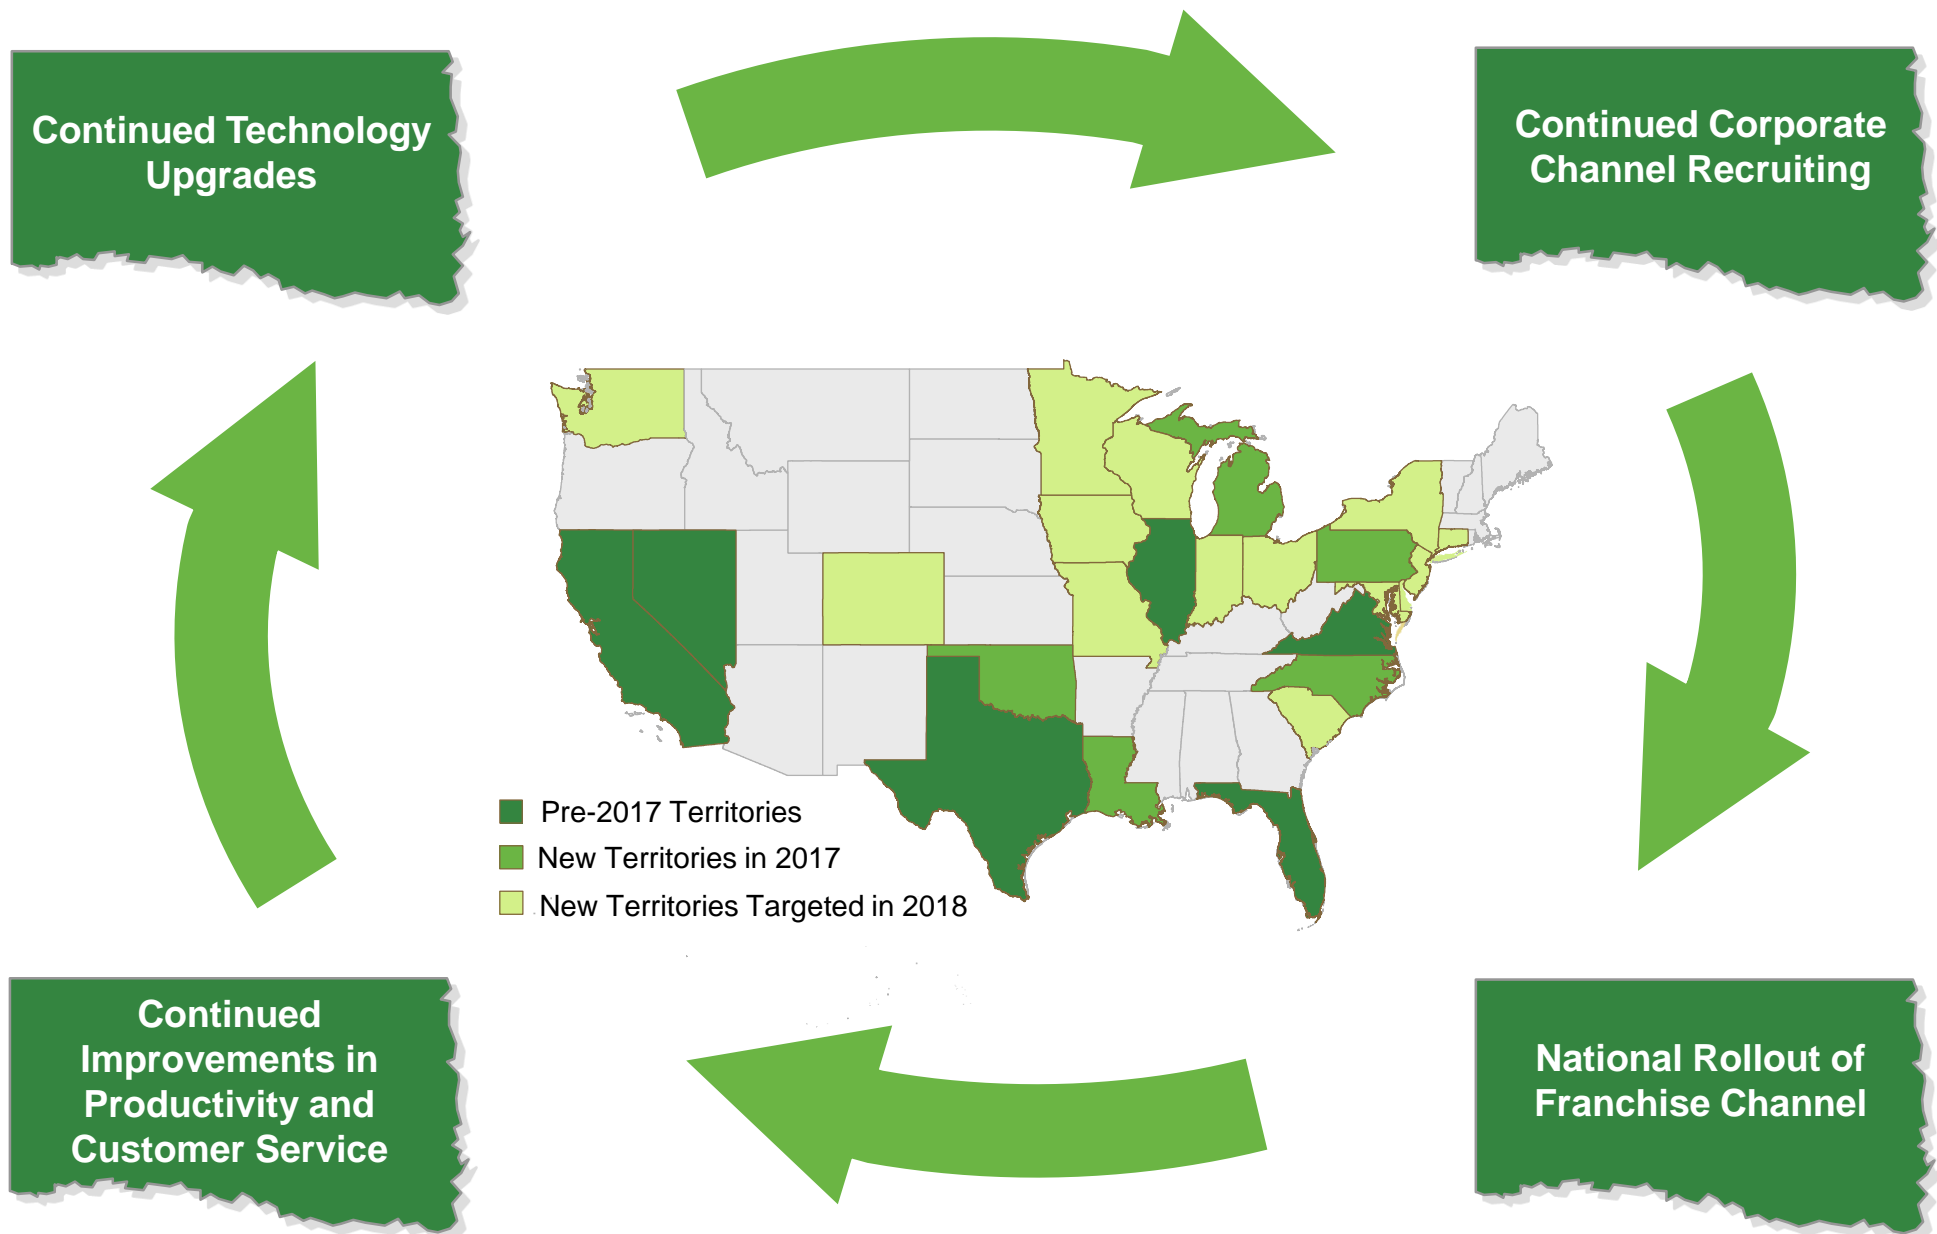 Continued Technology
Upgrades
Continued Corporate
Channel Recruiting
Pre-2017 Territories
New Territories in 2017
New Territories Targeted in 2018
Continued
Improvements in
Productivity and
Customer Service
National Rollout of
Franchise Channel